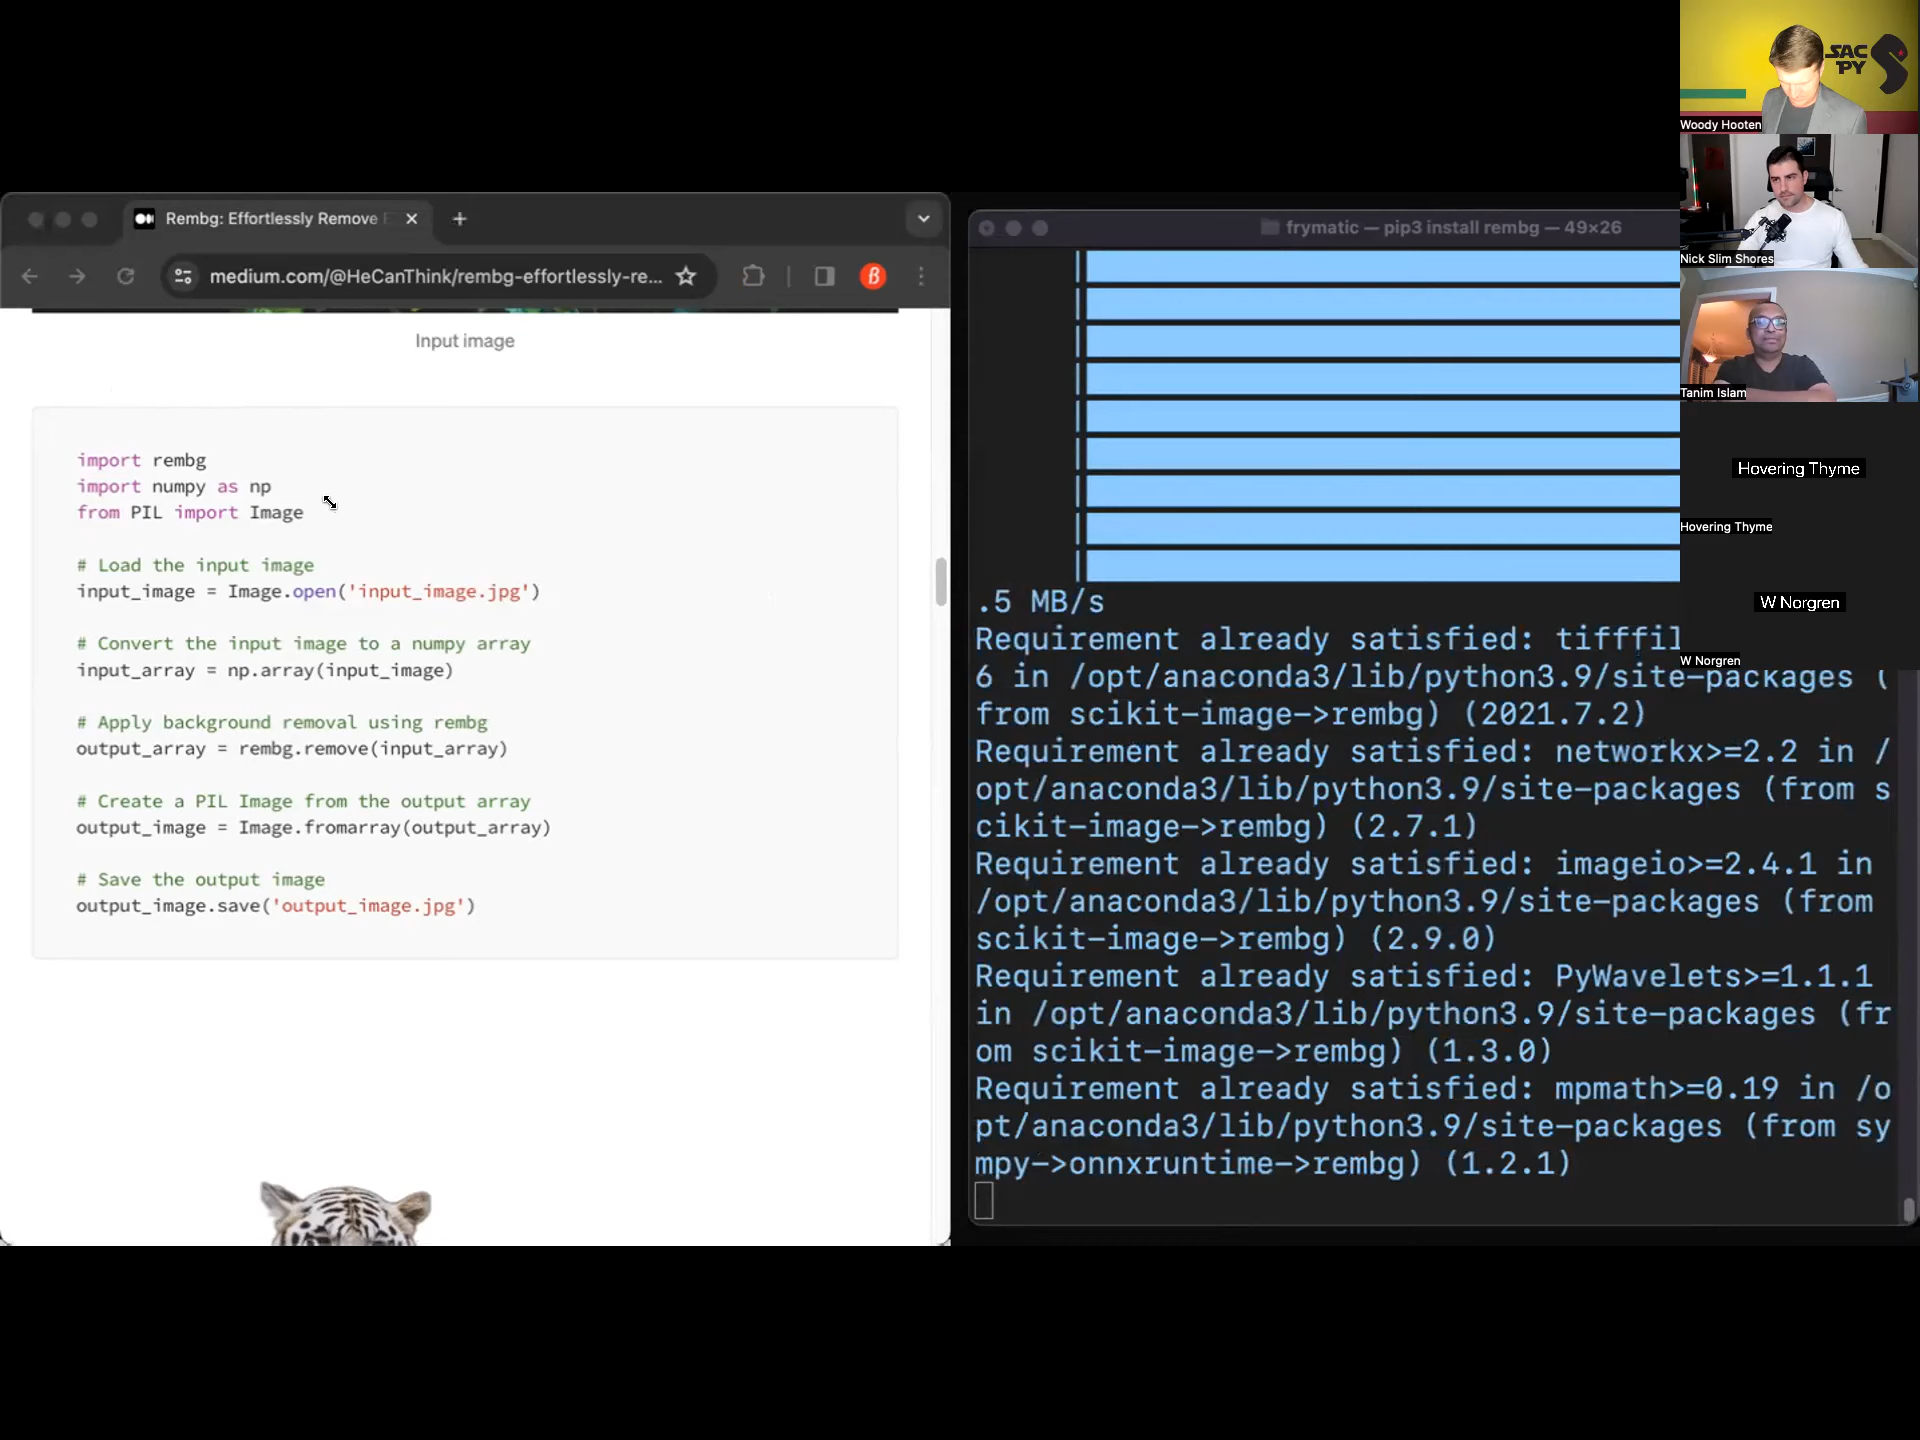 Rembg: Effortlessly Remove
medium.com/@HeCanThink/rembg-effortlessly-re...
β
Input image
import rembg
import numpy as np
from PIL import Image
# Load the input image
input_image = Image.open('input_image.jpg')
# Convert the input image to a numpy array
input_array = np.array(input_image)
# Apply background removal using rembg
output_array = rembg.remove(input_array)
# Create a PIL Image from the output array
output_image = Image.fromarray(output_array)
# Save the output image
output_image.save('output_image.jpg')
frymatic — pip3 install rembg — 49×26
.5 MB/s
Requirement already satisfied: tifffil
6 in /opt/anaconda3/lib/python3.9/site-packages (
from scikit-image->rembg) (2021.7.2)
Requirement already satisfied: networkx>=2.2 in /
opt/anaconda3/lib/python3.9/site-packages (from s
cikit-image->rembg) (2.7.1)
Requirement already satisfied: imageio>=2.4.1 in
/opt/anaconda3/lib/python3.9/site-packages (from
scikit-image->rembg) (2.9.0)
Requirement already satisfied: PyWavelets>=1.1.1
in /opt/anaconda3/lib/python3.9/site-packages (fr
om scikit-image->rembg) (1.3.0)
Requirement already satisfied: mpmath>=0.19 in /o
pt/anaconda3/lib/python3.9/site-packages (from sy
mpy->onnxruntime->rembg) (1.2.1)
SAC
PY
Woody Hooten
Nick Slim Shores
Tanim Islam
Hovering Thyme
Hovering Thyme
W Norgren
W Norgren